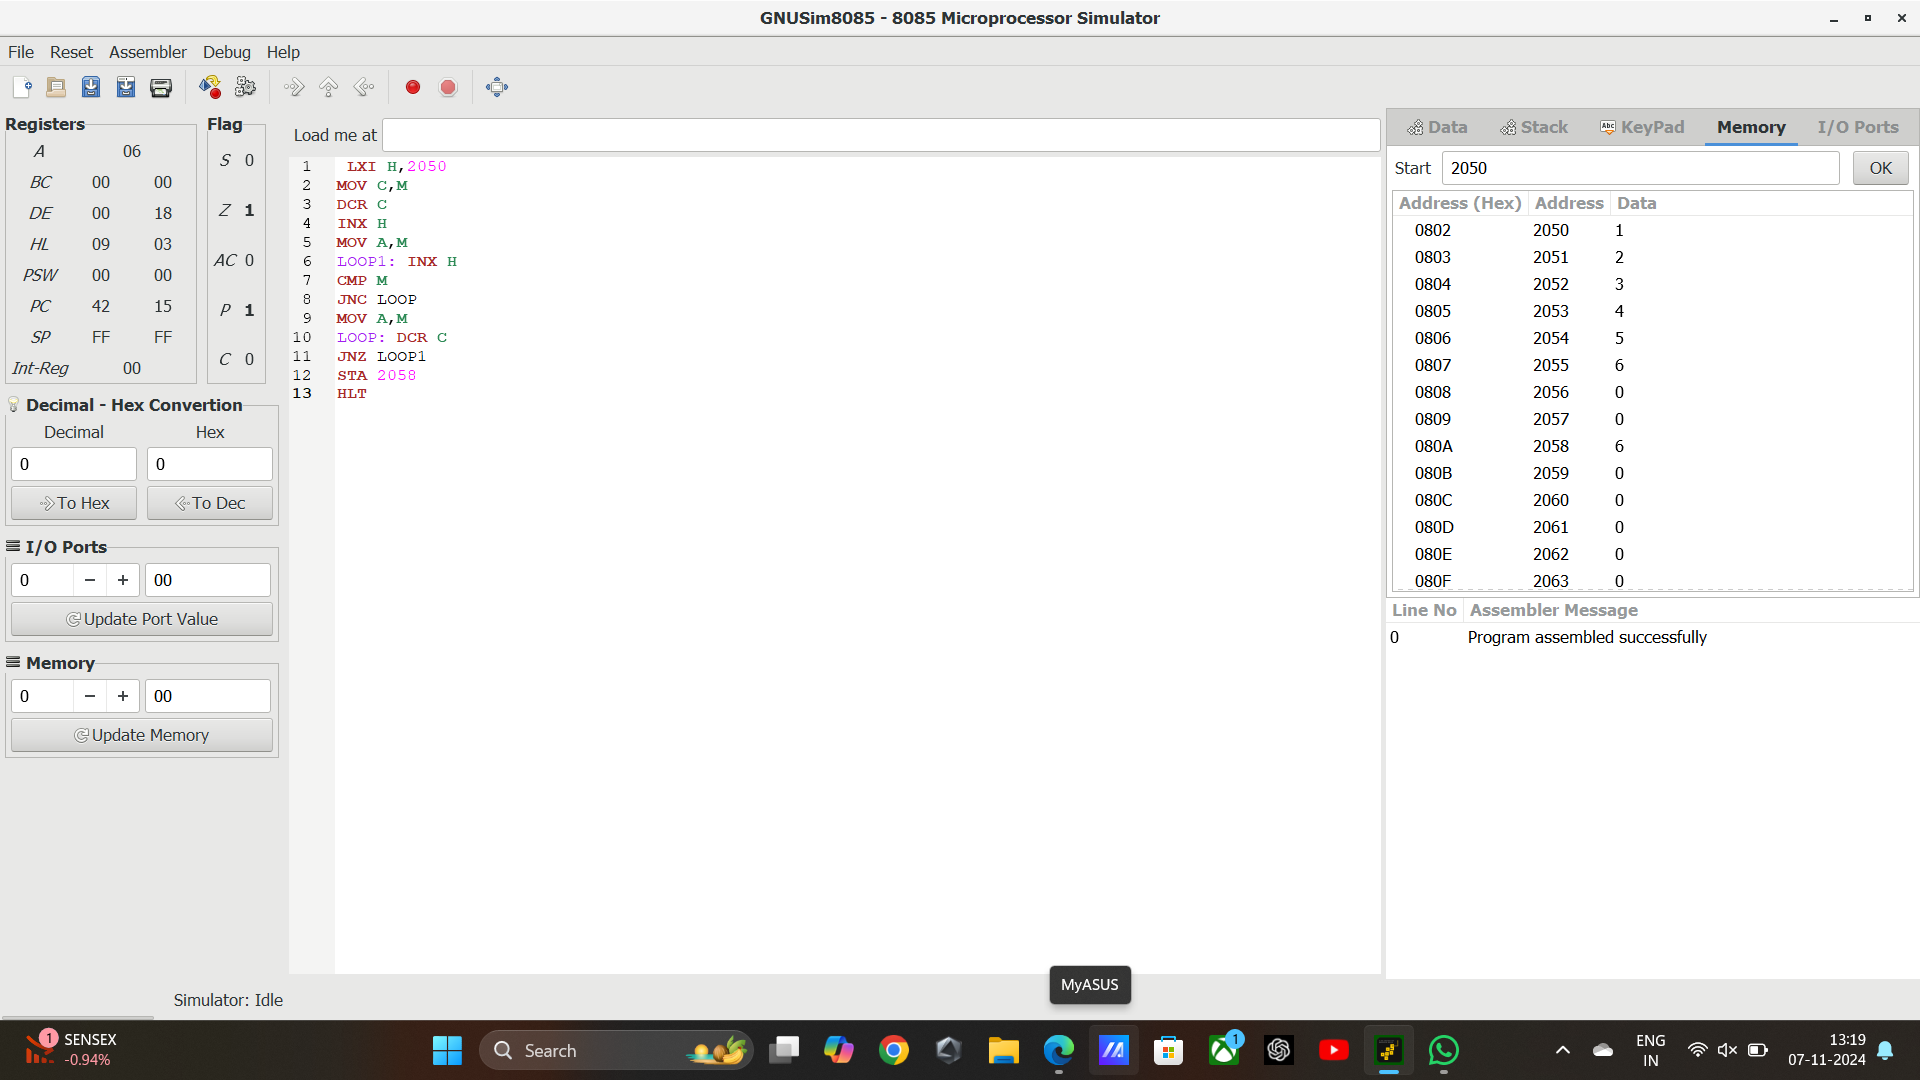 GNUSim8085 - 8085 Microprocessor Simulator
File Reset Assembler Debug Help
Registers
A 06
BC 00 00
DE 00 18
HL 09 03
PSW 00 00
PC 42 15
SP FF FF
Int-Reg 00
Flag
S 0
Z 1
AC 0
P 1
C 0
Decimal - Hex Convertion
Decimal Hex
0 0
To Hex To Dec
I/O Ports
0 − + 00
Update Port Value
Memory
0 − + 00
Update Memory
Load me at
1 LXI H,2050
2 MOV C,M
3 DCR C
4 INX H
5 MOV A,M
6 LOOP1: INX H
7 CMP M
8 JNC LOOP
9 MOV A,M
10 LOOP: DCR C
11 JNZ LOOP1
12 STA 2058
13 HLT
Data Stack Abc KeyPad Memory I/O Ports
Start 2050 OK
Address (Hex) Address Data
0802 2050 1
0803 2051 2
0804 2052 3
0805 2053 4
0806 2054 5
0807 2055 6
0808 2056 0
0809 2057 0
080A 2058 6
080B 2059 0
080C 2060 0
080D 2061 0
080E 2062 0
080F 2063 0
Line No Assembler Message
0 Program assembled successfully
MyASUS
Simulator: Idle
1 SENSEX
-0.94%
Search
1
ENG
IN
13:19
07-11-2024